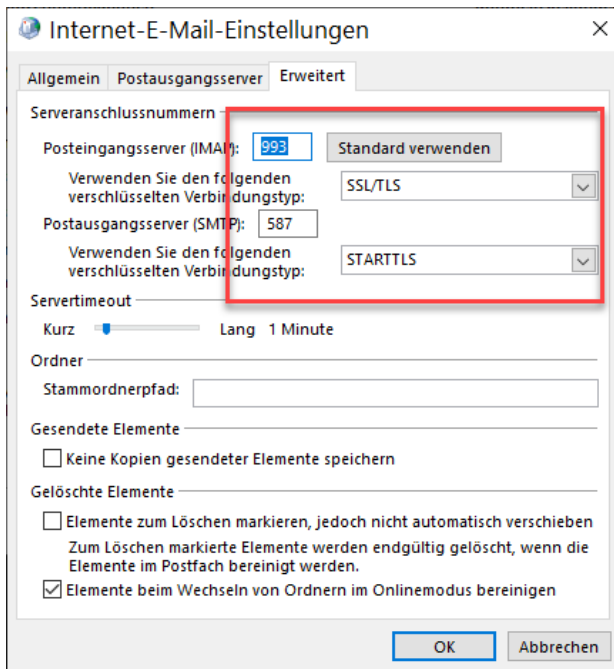 Internet-E-Mail-Einstellungen
Allgemein Postausgangsserver Erweitert
Serveranschlussnummern
Posteingangsserver (IMAP): 993 Standard verwenden
Verwenden Sie den folgenden
verschlüsselten Verbindungstyp: SSL/TLS
Postausgangsserver (SMTP): 587
Verwenden Sie den folgenden
verschlüsselten Verbindungstyp: STARTTLS
Servertimeout
Kurz Lang 1 Minute
Ordner
Stammordnerpfad:
Gesendete Elemente
Keine Kopien gesendeter Elemente speichern
Gelöschte Elemente
Elemente zum Löschen markieren, jedoch nicht automatisch verschieben
Zum Löschen markierte Elemente werden endgültig gelöscht, wenn die
Elemente im Postfach bereinigt werden.
Elemente beim Wechseln von Ordnern im Onlinemodus bereinigen
OK Abbrechen